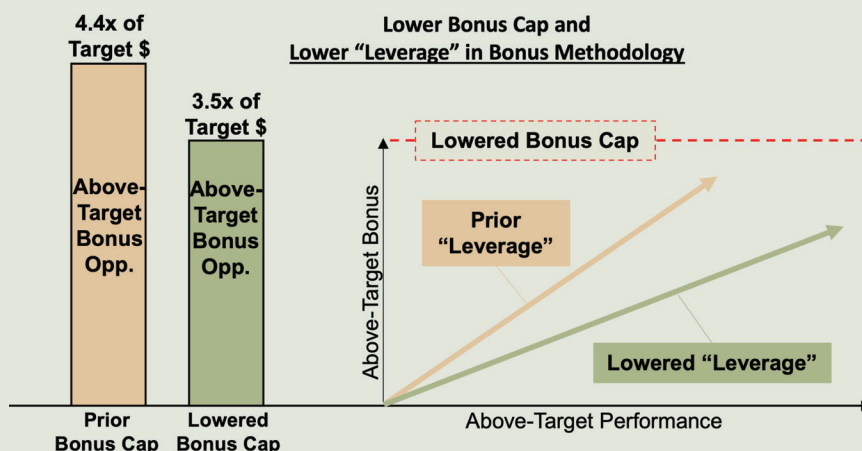 Lower Bonus Cap and
Lower “Leverage” in Bonus Methodology
4.4x of
Target $
Above-
Target
Bonus
Opp.
Prior
Bonus Cap
3.5x of
Target $
Above-
Target
Bonus
Opp.
Lowered
Bonus Cap
Above-Target Bonus
Lowered Bonus Cap
Prior
“Leverage”
Lowered “Leverage”
Above-Target Performance